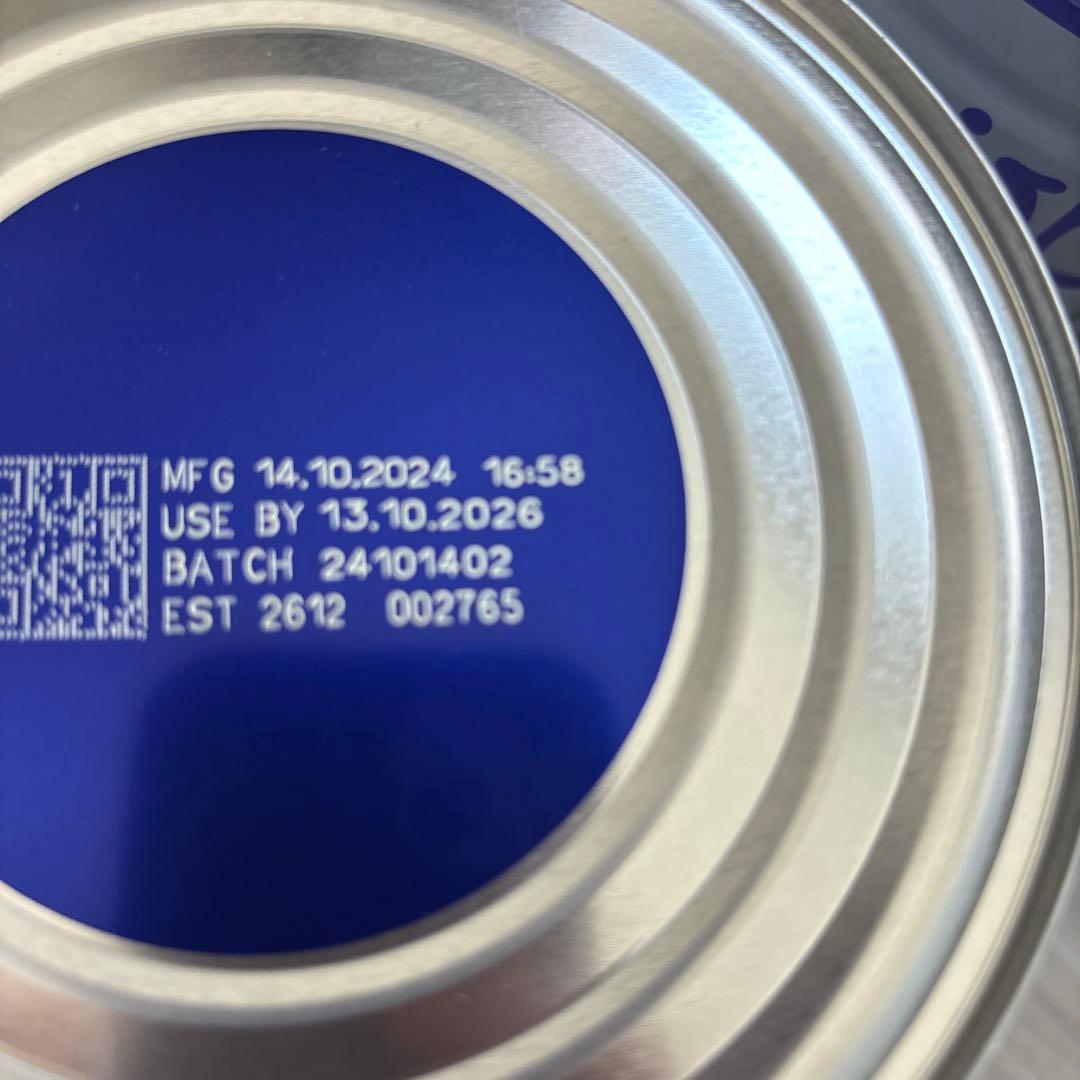 MFG 14.10.2024 16:58
USE BY 13.10.2026
BATCH 24101402
EST 2612 002765